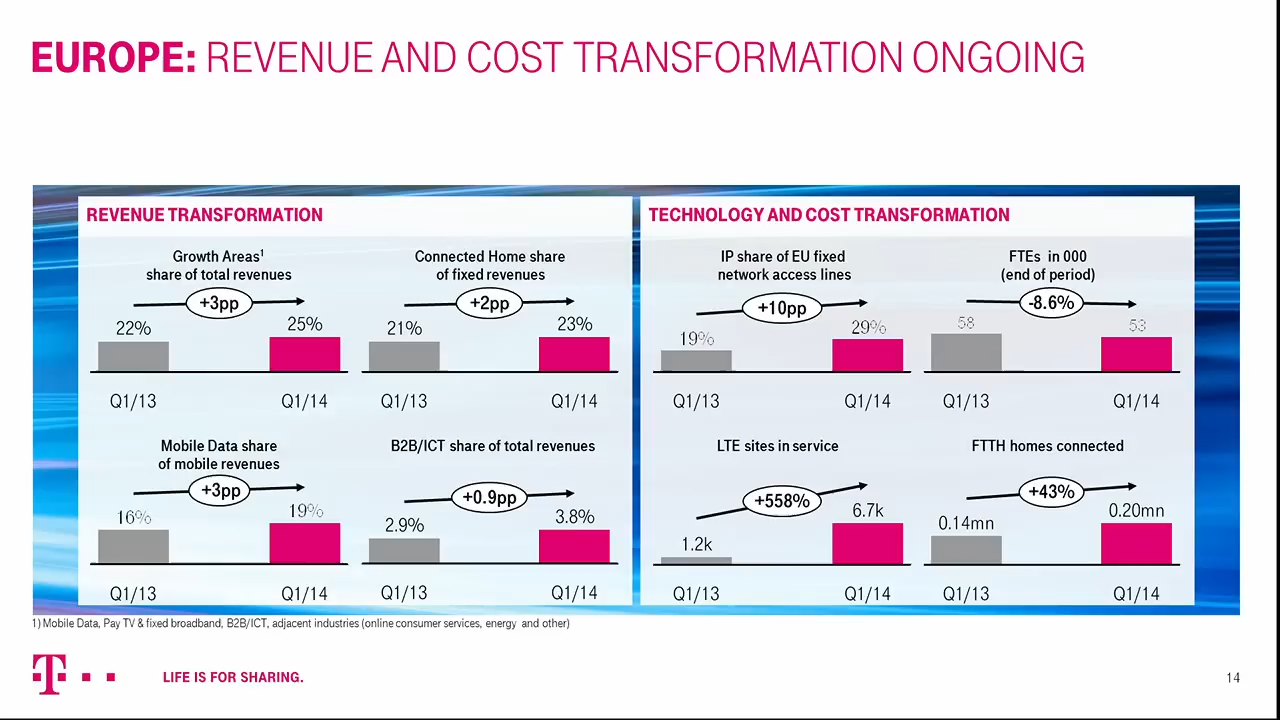 EUROPE: REVENUE AND COST TRANSFORMATION ONGOING
REVENUE TRANSFORMATION
Growth Areas¹
share of total revenues
+3pp
22%
25%
Q1/13
Q1/14
Connected Home share
of fixed revenues
+2pp
21%
23%
Q1/13
Q1/14
Mobile Data share
of mobile revenues
+3pp
16%
19%
Q1/13
Q1/14
B2B/ICT share of total revenues
+0.9pp
2.9%
3.8%
Q1/13
Q1/14
TECHNOLOGY AND COST TRANSFORMATION
IP share of EU fixed
network access lines
+10pp
19%
29%
Q1/13
Q1/14
FTEs in 000
(end of period)
-8.6%
58
53
Q1/13
Q1/14
LTE sites in service
+558%
1.2k
6.7k
Q1/13
Q1/14
FTTH homes connected
+43%
0.14mn
0.20mn
Q1/13
Q1/14
1) Mobile Data, Pay TV & fixed broadband, B2B/ICT, adjacent industries (online consumer services, energy and other)
T
LIFE IS FOR SHARING.
14